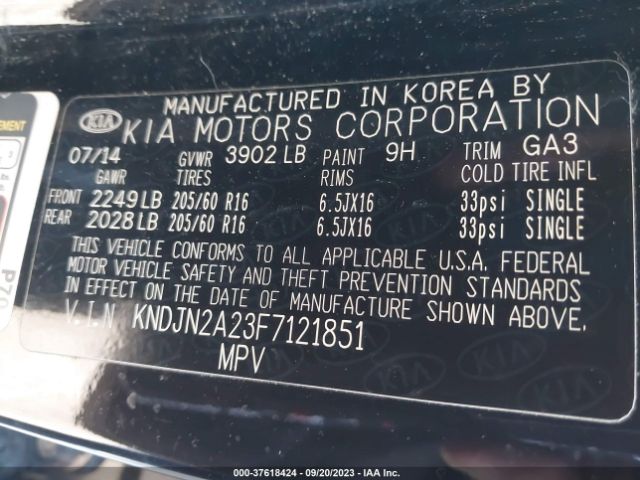 MANUFACTURED IN KOREA BY
KIA KIA MOTORS CORPORATION
07/14 GVWR 3902 LB PAINT 9H TRIM GA3
GAWR TIRES RIMS COLD TIRE INFL
FRONT 2249 LB 205/60 R16 6.5JX16 33psi SINGLE
REAR 2028 LB 205/60 R16 6.5JX16 33psi SINGLE
THIS VEHICLE CONFORMS TO ALL APPLICABLE U.S.A. FEDERAL
MOTOR VEHICLE SAFETY AND THEFT PREVENTION STANDARDS
IN EFFECT ON THE DATE OF MANUFACTURE SHOWN ABOVE.
V.I.N KNDJN2A23F7121851
MPV
000-37618424 - 09/20/2023 - IAA Inc.